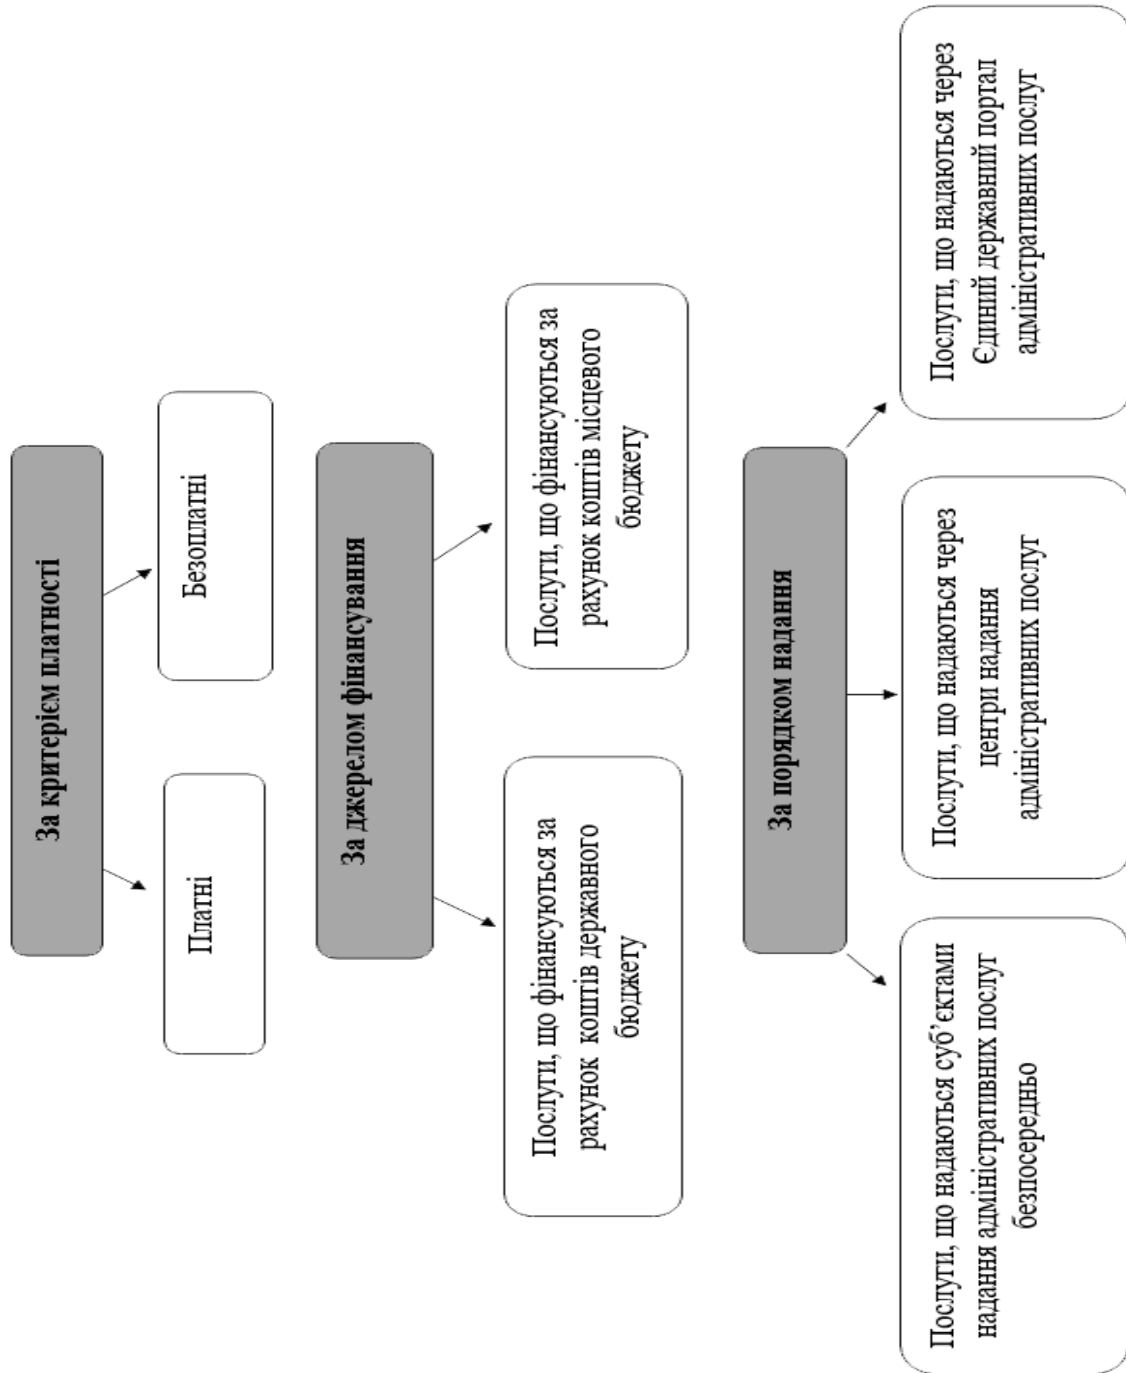 За критерієм платності
Платні
Безоплатні
За джерелом фінансування
Послуги, що фінансуються за
рахунок коштів державного
бюджету
Послуги, що фінансуються за
рахунок коштів місцевого
бюджету
За порядком надання
Послуги, що надаються суб’єктами
надання адміністративних послуг
безпосередньо
Послуги, що надаються через
центри надання
адміністративних послуг
Послуги, що надаються через
Єдиний державний портал
адміністративних послуг